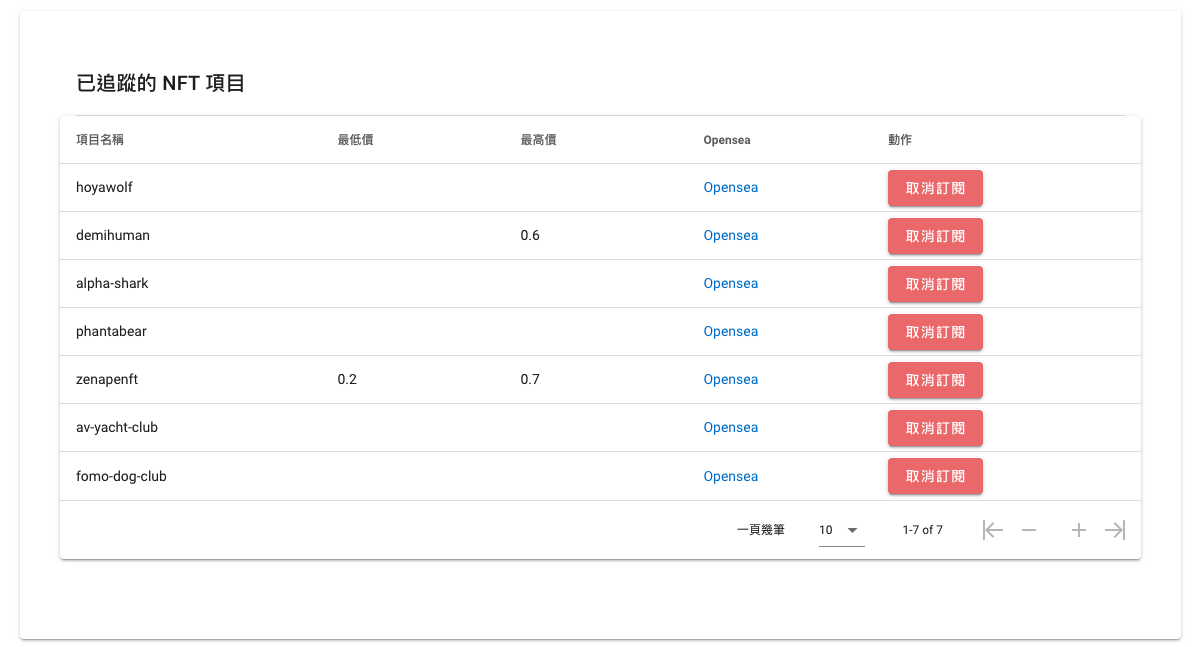 已追蹤的 NFT 項目
項目名稱 最低價 最高價 Opensea 動作
hoyawolf Opensea 取消訂閱
demihuman 0.6 Opensea 取消訂閱
alpha-shark Opensea 取消訂閱
phantabear Opensea 取消訂閱
zenapenft 0.2 0.7 Opensea 取消訂閱
av-yacht-club Opensea 取消訂閱
fomo-dog-club Opensea 取消訂閱
一頁幾筆 10 1-7 of 7